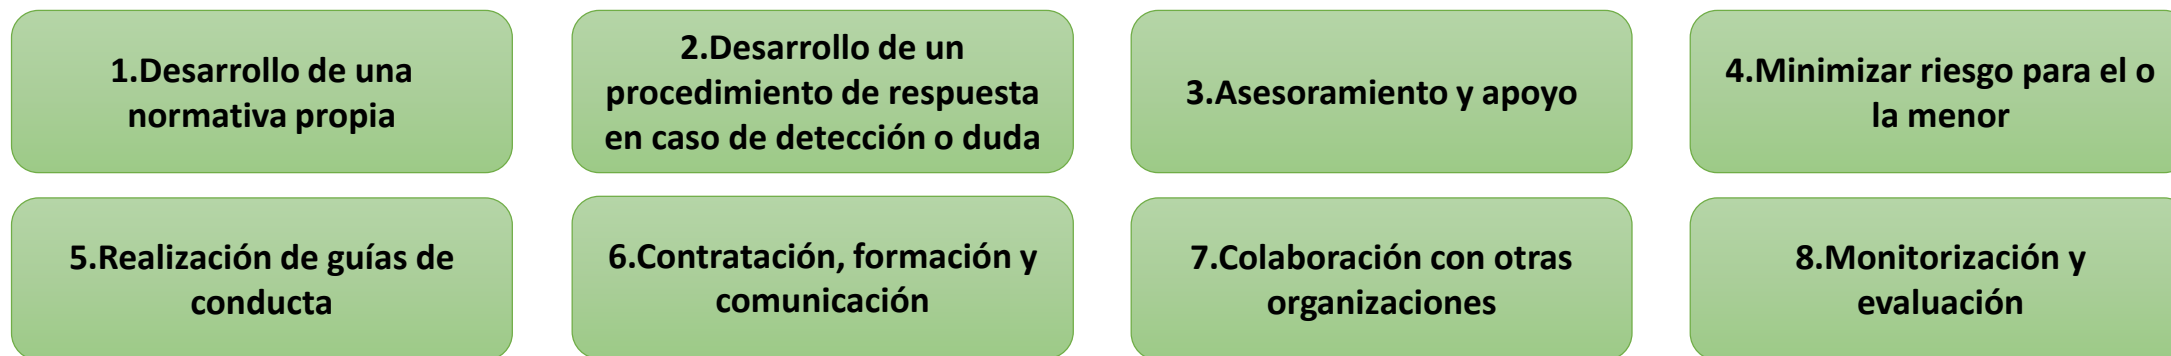 1.Desarrollo de una
normativa propia
2.Desarrollo de un
procedimiento de respuesta
en caso de detección o duda
3.Asesoramiento y apoyo
4.Minimizar riesgo para el o
la menor
5.Realización de guías de
conducta
6.Contratación, formación y
comunicación
7.Colaboración con otras
organizaciones
8.Monitorización y
evaluación